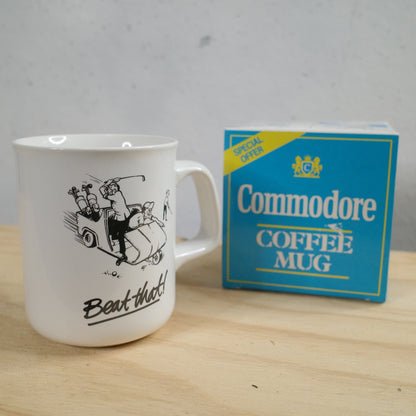 Beat that!
SPECIAL
OFFER
C
Commodore
COFFEE
MUG